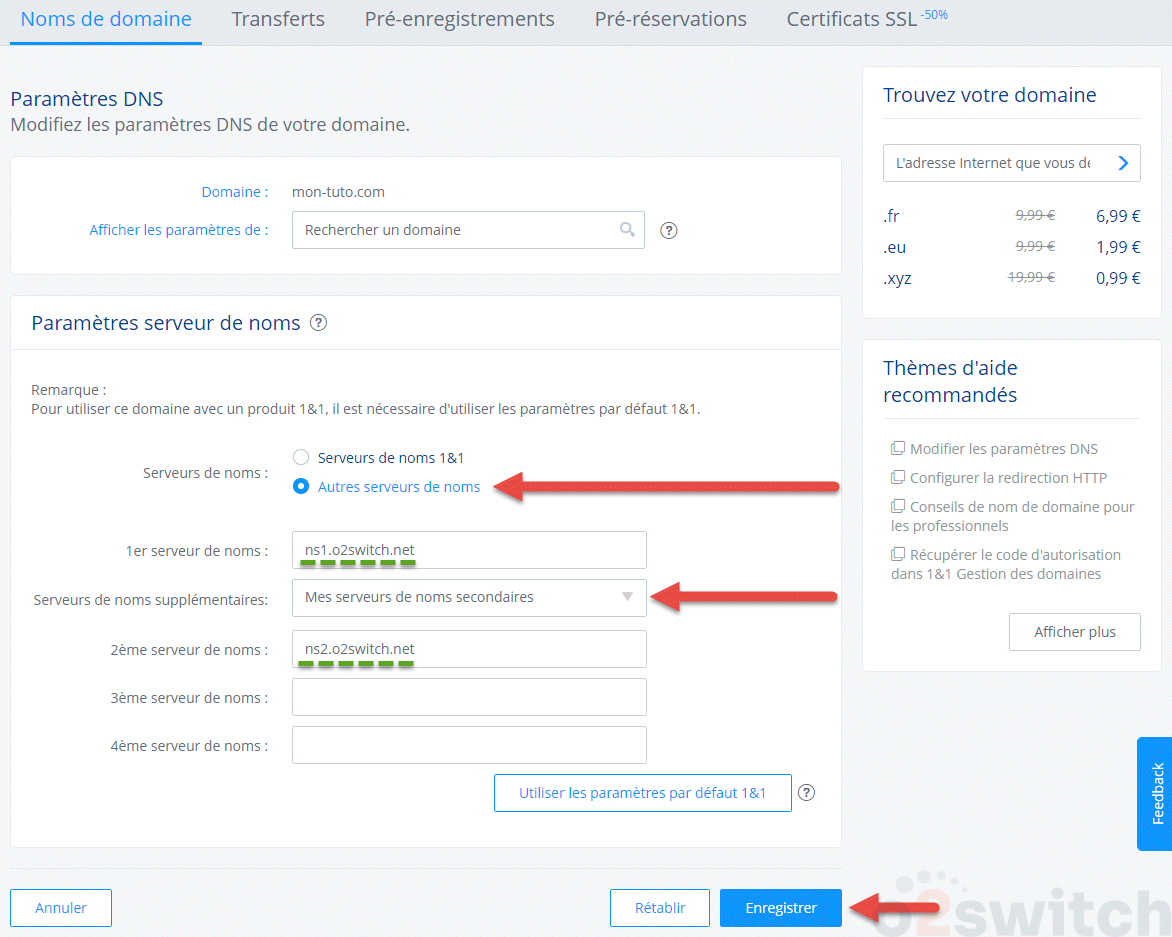 Noms de domaine Transferts Pré-enregistrements Pré-réservations Certificats SSL -50%
Paramètres DNS
Modifiez les paramètres DNS de votre domaine.
Domaine : mon-tuto.com
Afficher les paramètres de : Rechercher un domaine ?
Paramètres serveur de noms ?
Remarque :
Pour utiliser ce domaine avec un produit 1&1, il est nécessaire d'utiliser les paramètres par défaut 1&1.
Serveurs de noms :
Serveurs de noms 1&1
Autres serveurs de noms
1er serveur de noms : ns1.o2switch.net
Serveurs de noms supplémentaires: Mes serveurs de noms secondaires
2ème serveur de noms : ns2.o2switch.net
3ème serveur de noms :
4ème serveur de noms :
Utiliser les paramètres par défaut 1&1 ?
Annuler Rétablir Enregistrer
Trouvez votre domaine
L'adresse Internet que vous de
.fr 9,99 € 6,99 €
.eu 9,99 € 1,99 €
.xyz 19,99 € 0,99 €
Thèmes d'aide
recommandés
Modifier les paramètres DNS
Configurer la redirection HTTP
Conseils de nom de domaine pour
les professionnels
Récupérer le code d'autorisation
dans 1&1 Gestion des domaines
Afficher plus
Feedback
o2switch